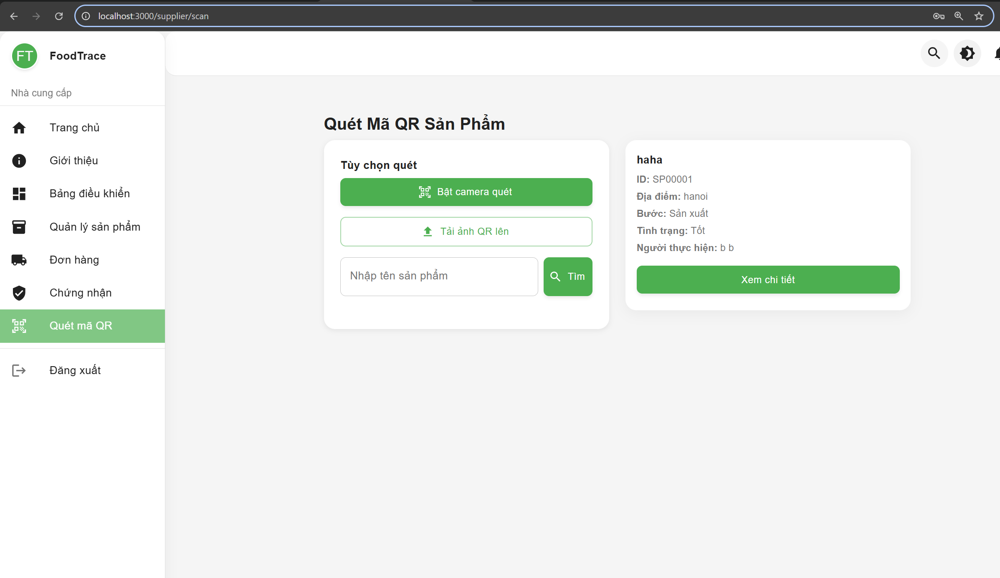 localhost:3000/supplier/scan
FT
FoodTrace
Nhà cung cấp
Trang chủ
Giới thiệu
Bảng điều khiển
Quản lý sản phẩm
Đơn hàng
Chứng nhận
Quét mã QR
Đăng xuất
Quét Mã QR Sản Phẩm
Tùy chọn quét
Bật camera quét
Tải ảnh QR lên
Nhập tên sản phẩm
Tìm
haha
ID: SP00001
Địa điểm: hanoi
Bước: Sản xuất
Tình trạng: Tốt
Người thực hiện: b b
Xem chi tiết